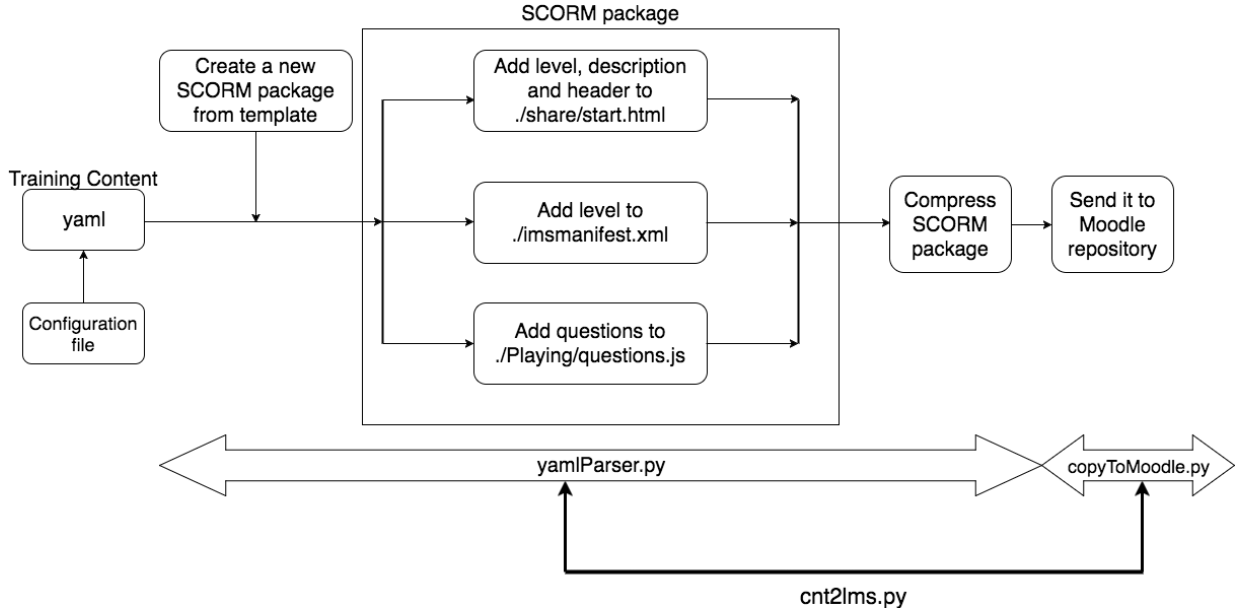 SCORM package
Create a new
SCORM package
from template
Add level, description
and header to
./share/start.html
Training Content
yaml
Add level to
./imsmanifest.xml
Compress
SCORM
package
Send it to
Moodle
repository
Configuration
file
Add questions to
./Playing/questions.js
yamlParser.py
copyToMoodle.py
cnt2lms.py